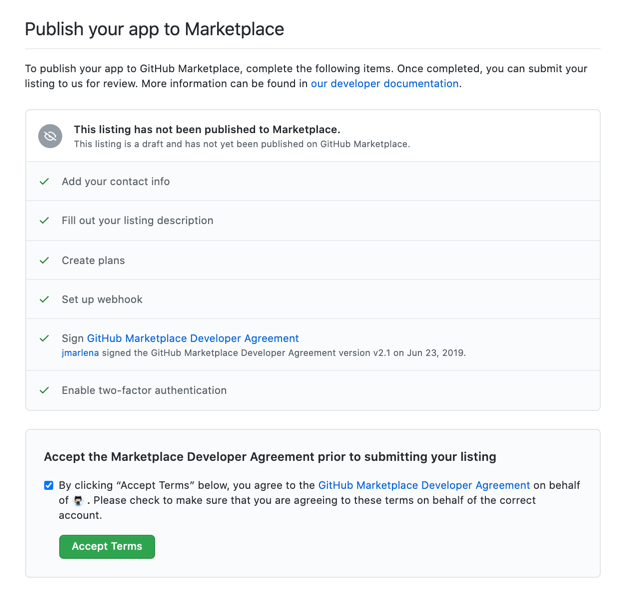 Publish your app to Marketplace
To publish your app to GitHub Marketplace, complete the following items. Once completed, you can submit your
listing to us for review. More information can be found in our developer documentation.
This listing has not been published to Marketplace.
This listing is a draft and has not yet been published on GitHub Marketplace.
Add your contact info
Fill out your listing description
Create plans
Set up webhook
Sign GitHub Marketplace Developer Agreement
jmarlena signed the GitHub Marketplace Developer Agreement version v2.1 on Jun 23, 2019.
Enable two-factor authentication
Accept the Marketplace Developer Agreement prior to submitting your listing
By clicking “Accept Terms” below, you agree to the GitHub Marketplace Developer Agreement on behalf
of . Please check to make sure that you are agreeing to these terms on behalf of the correct
account.
Accept Terms